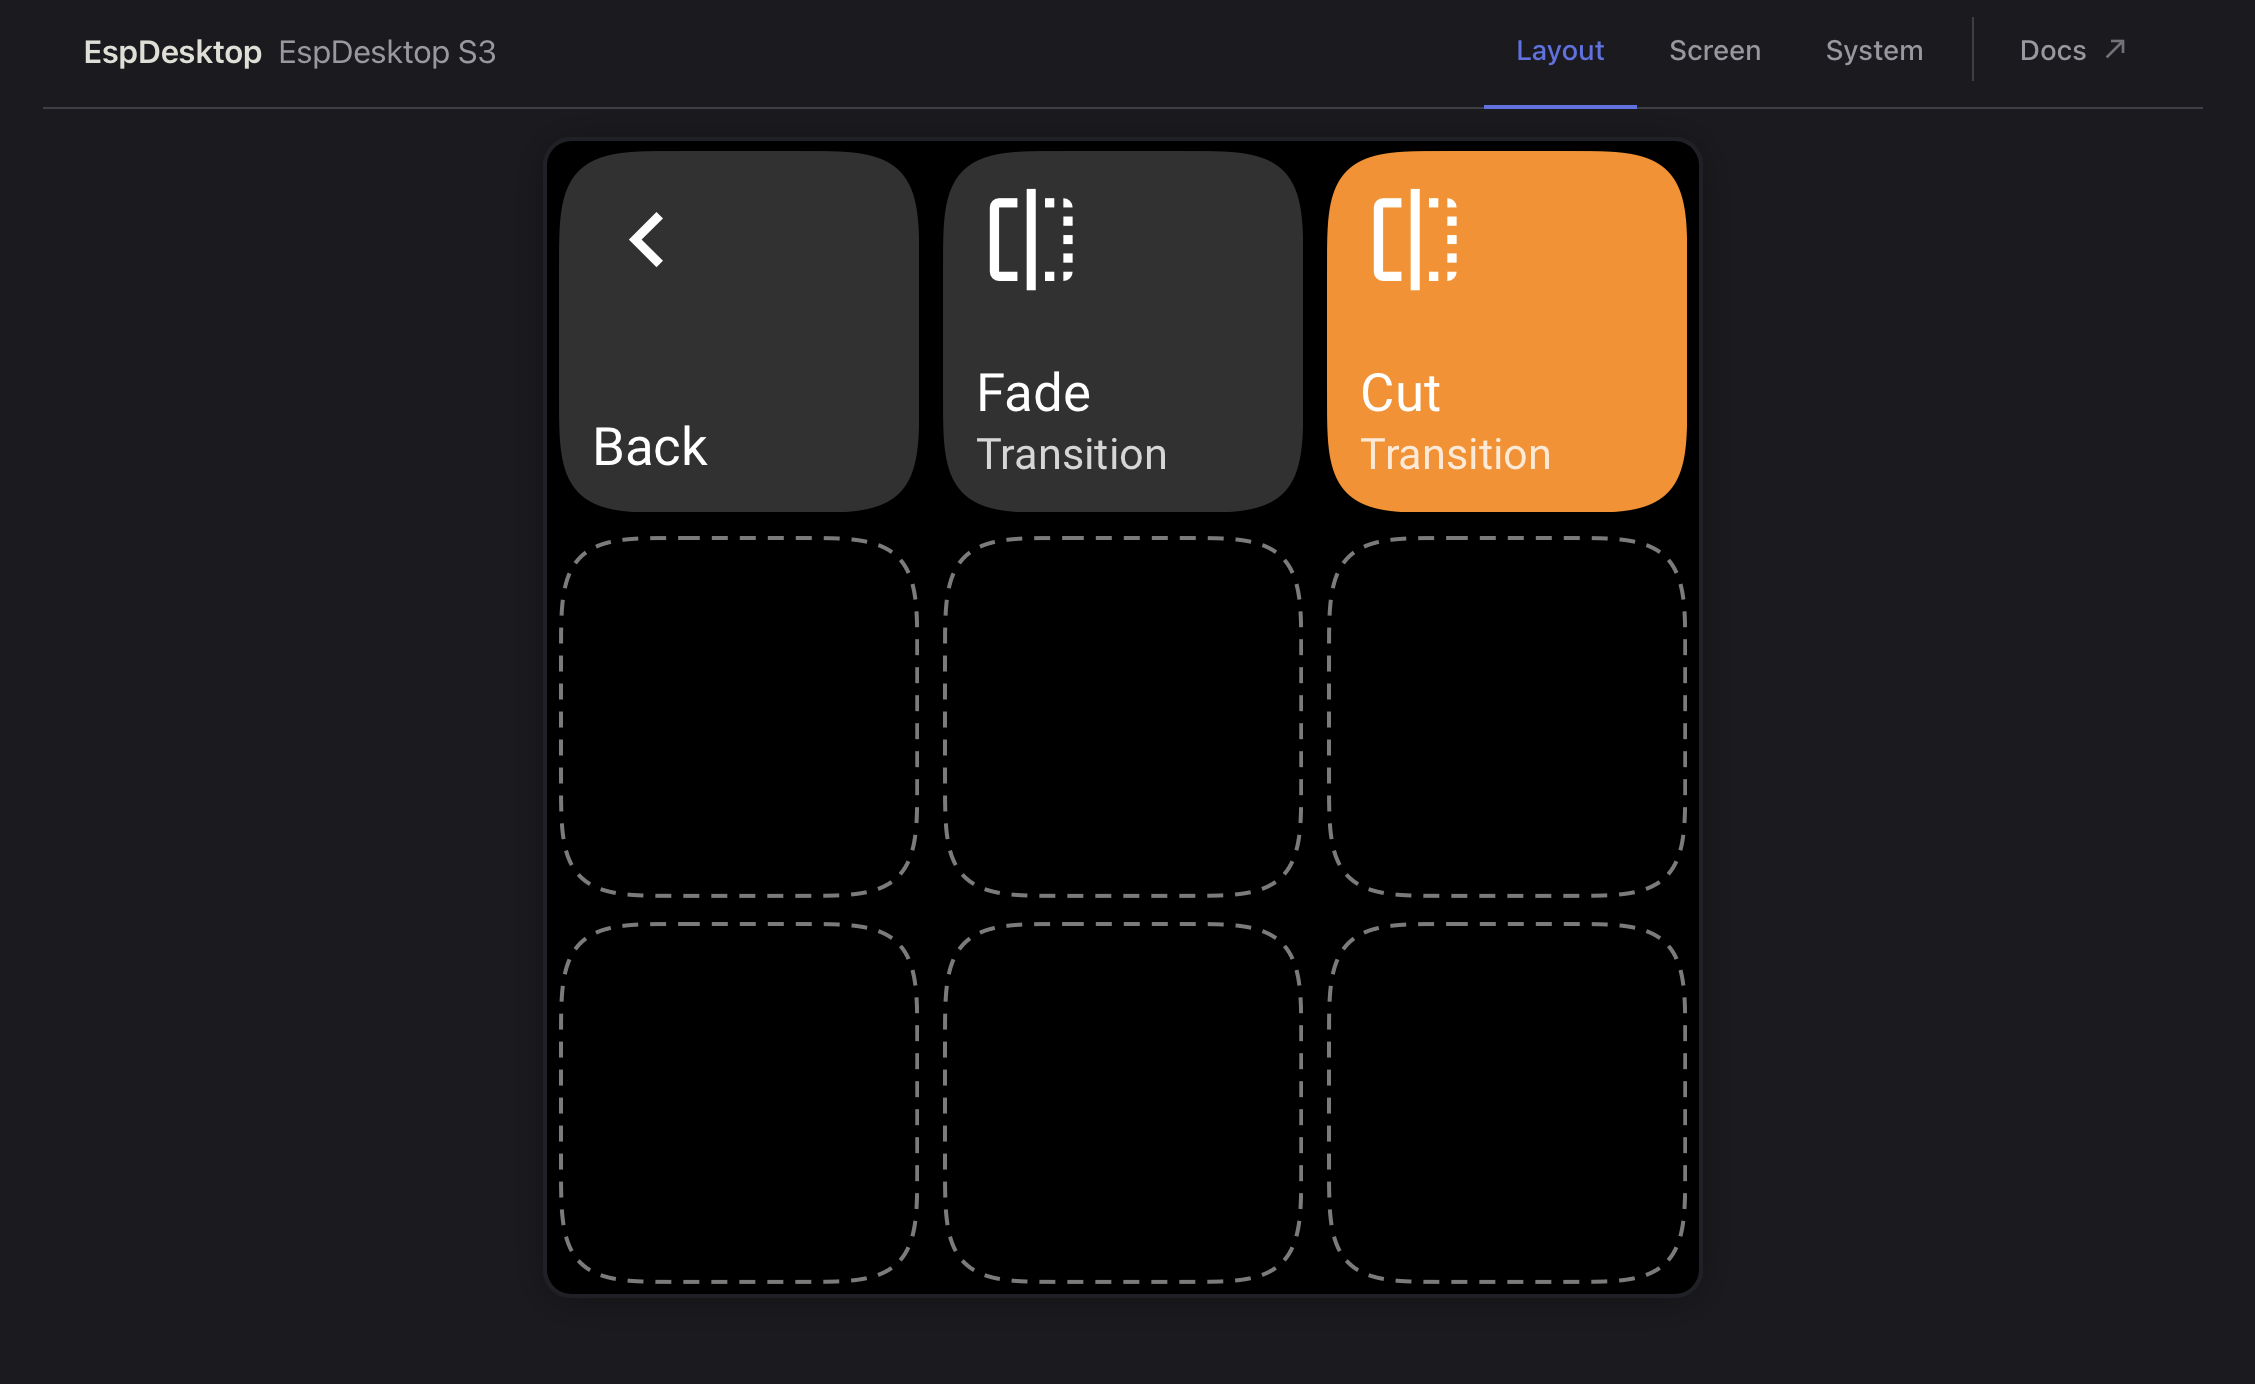 EspDesktop EspDesktop S3
Layout Screen System Docs
Back
Fade
Transition
Cut
Transition